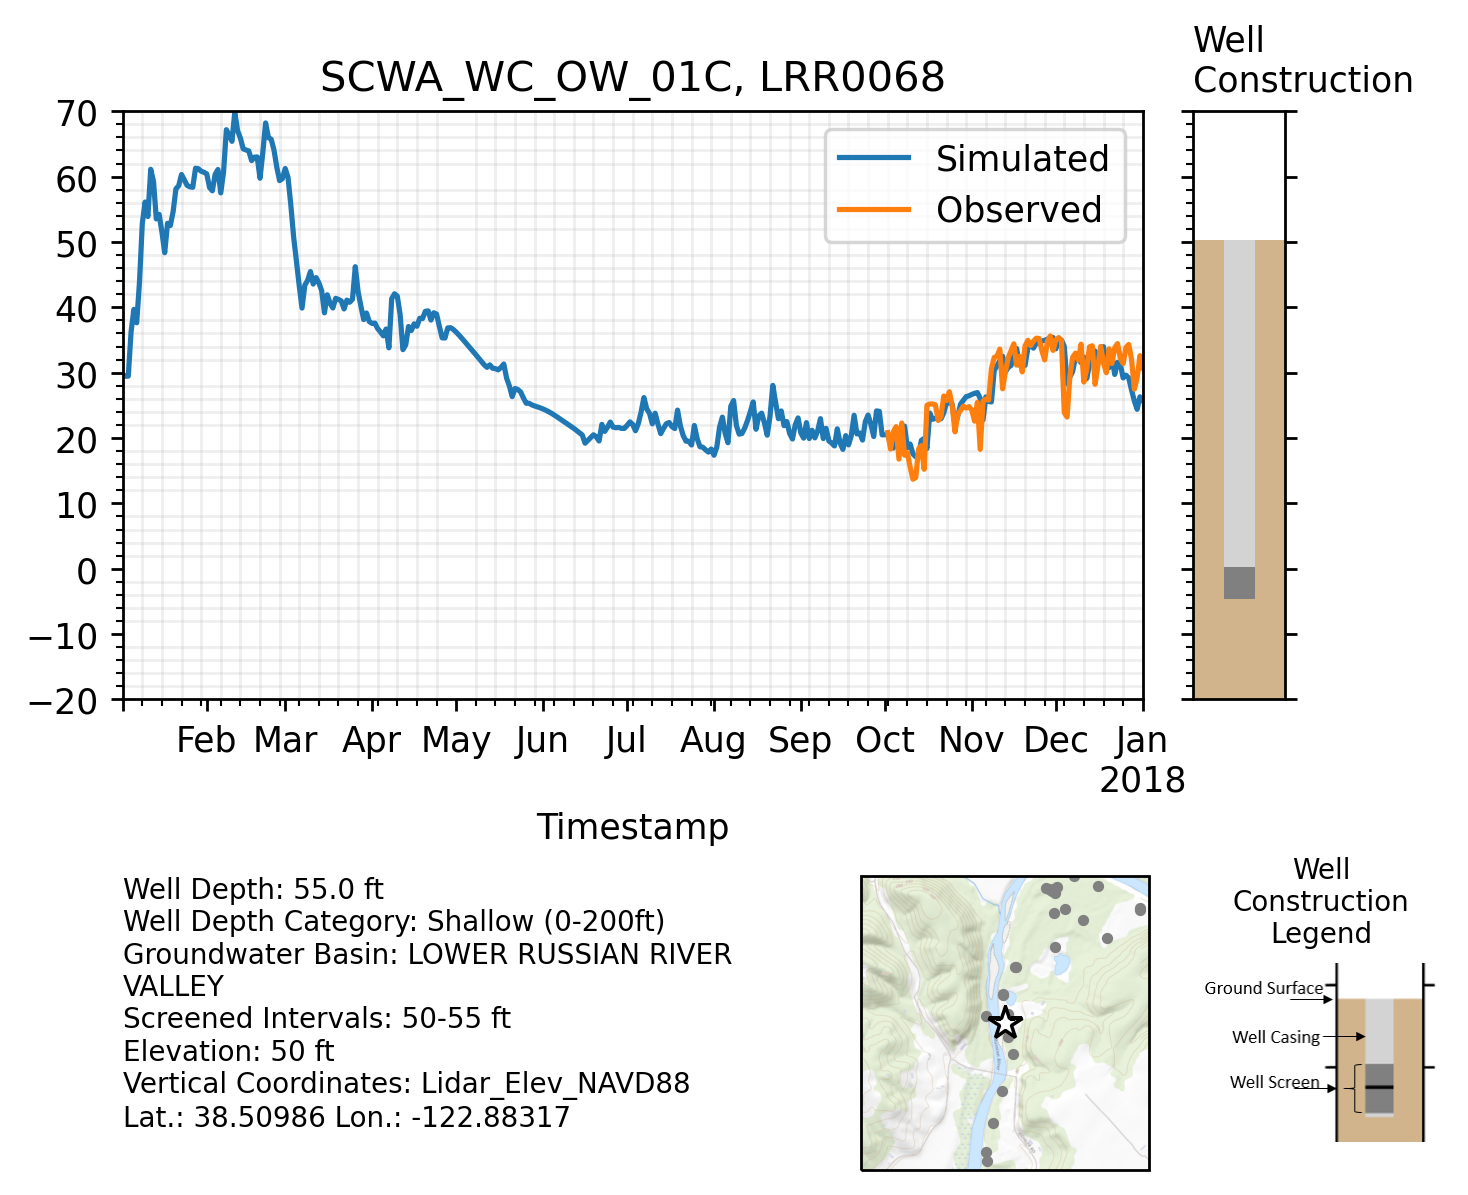 Well
Construction
SCWA_WC_OW_01C, LRR0068
70
60
50
40
30
20
10
0
−10
−20
Simulated
Observed
Feb Mar Apr May Jun Jul Aug Sep Oct Nov Dec Jan
2018
Timestamp
Well Depth: 55.0 ft
Well Depth Category: Shallow (0-200ft)
Groundwater Basin: LOWER RUSSIAN RIVER
VALLEY
Screened Intervals: 50-55 ft
Elevation: 50 ft
Vertical Coordinates: Lidar_Elev_NAVD88
Lat.: 38.50986 Lon.: -122.88317
Well
Construction
Legend
Ground Surface
Well Casing
Well Screen